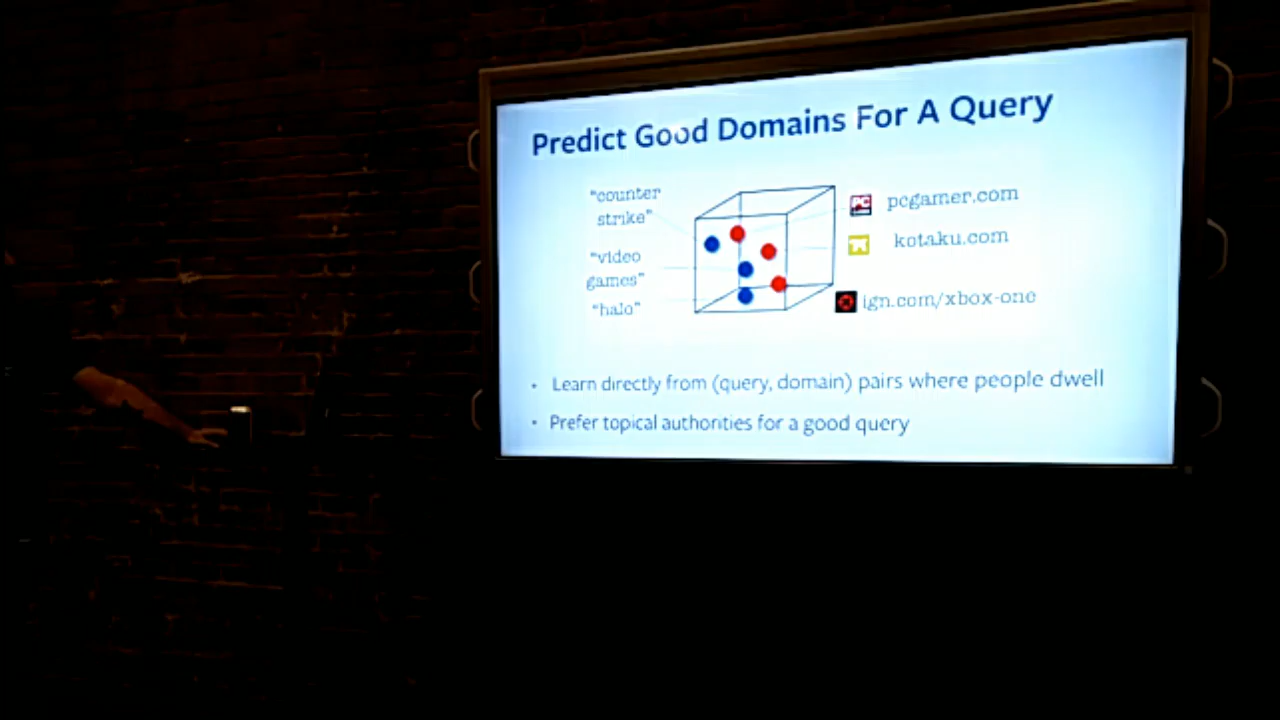 Predict Good Domains For A Query
"counter
strike"
"video
games"
"halo"
PC
pcgamer.com
kotaku.com
ign.com/xbox-one
• Learn directly from (query, domain) pairs where people dwell
• Prefer topical authorities for a good query